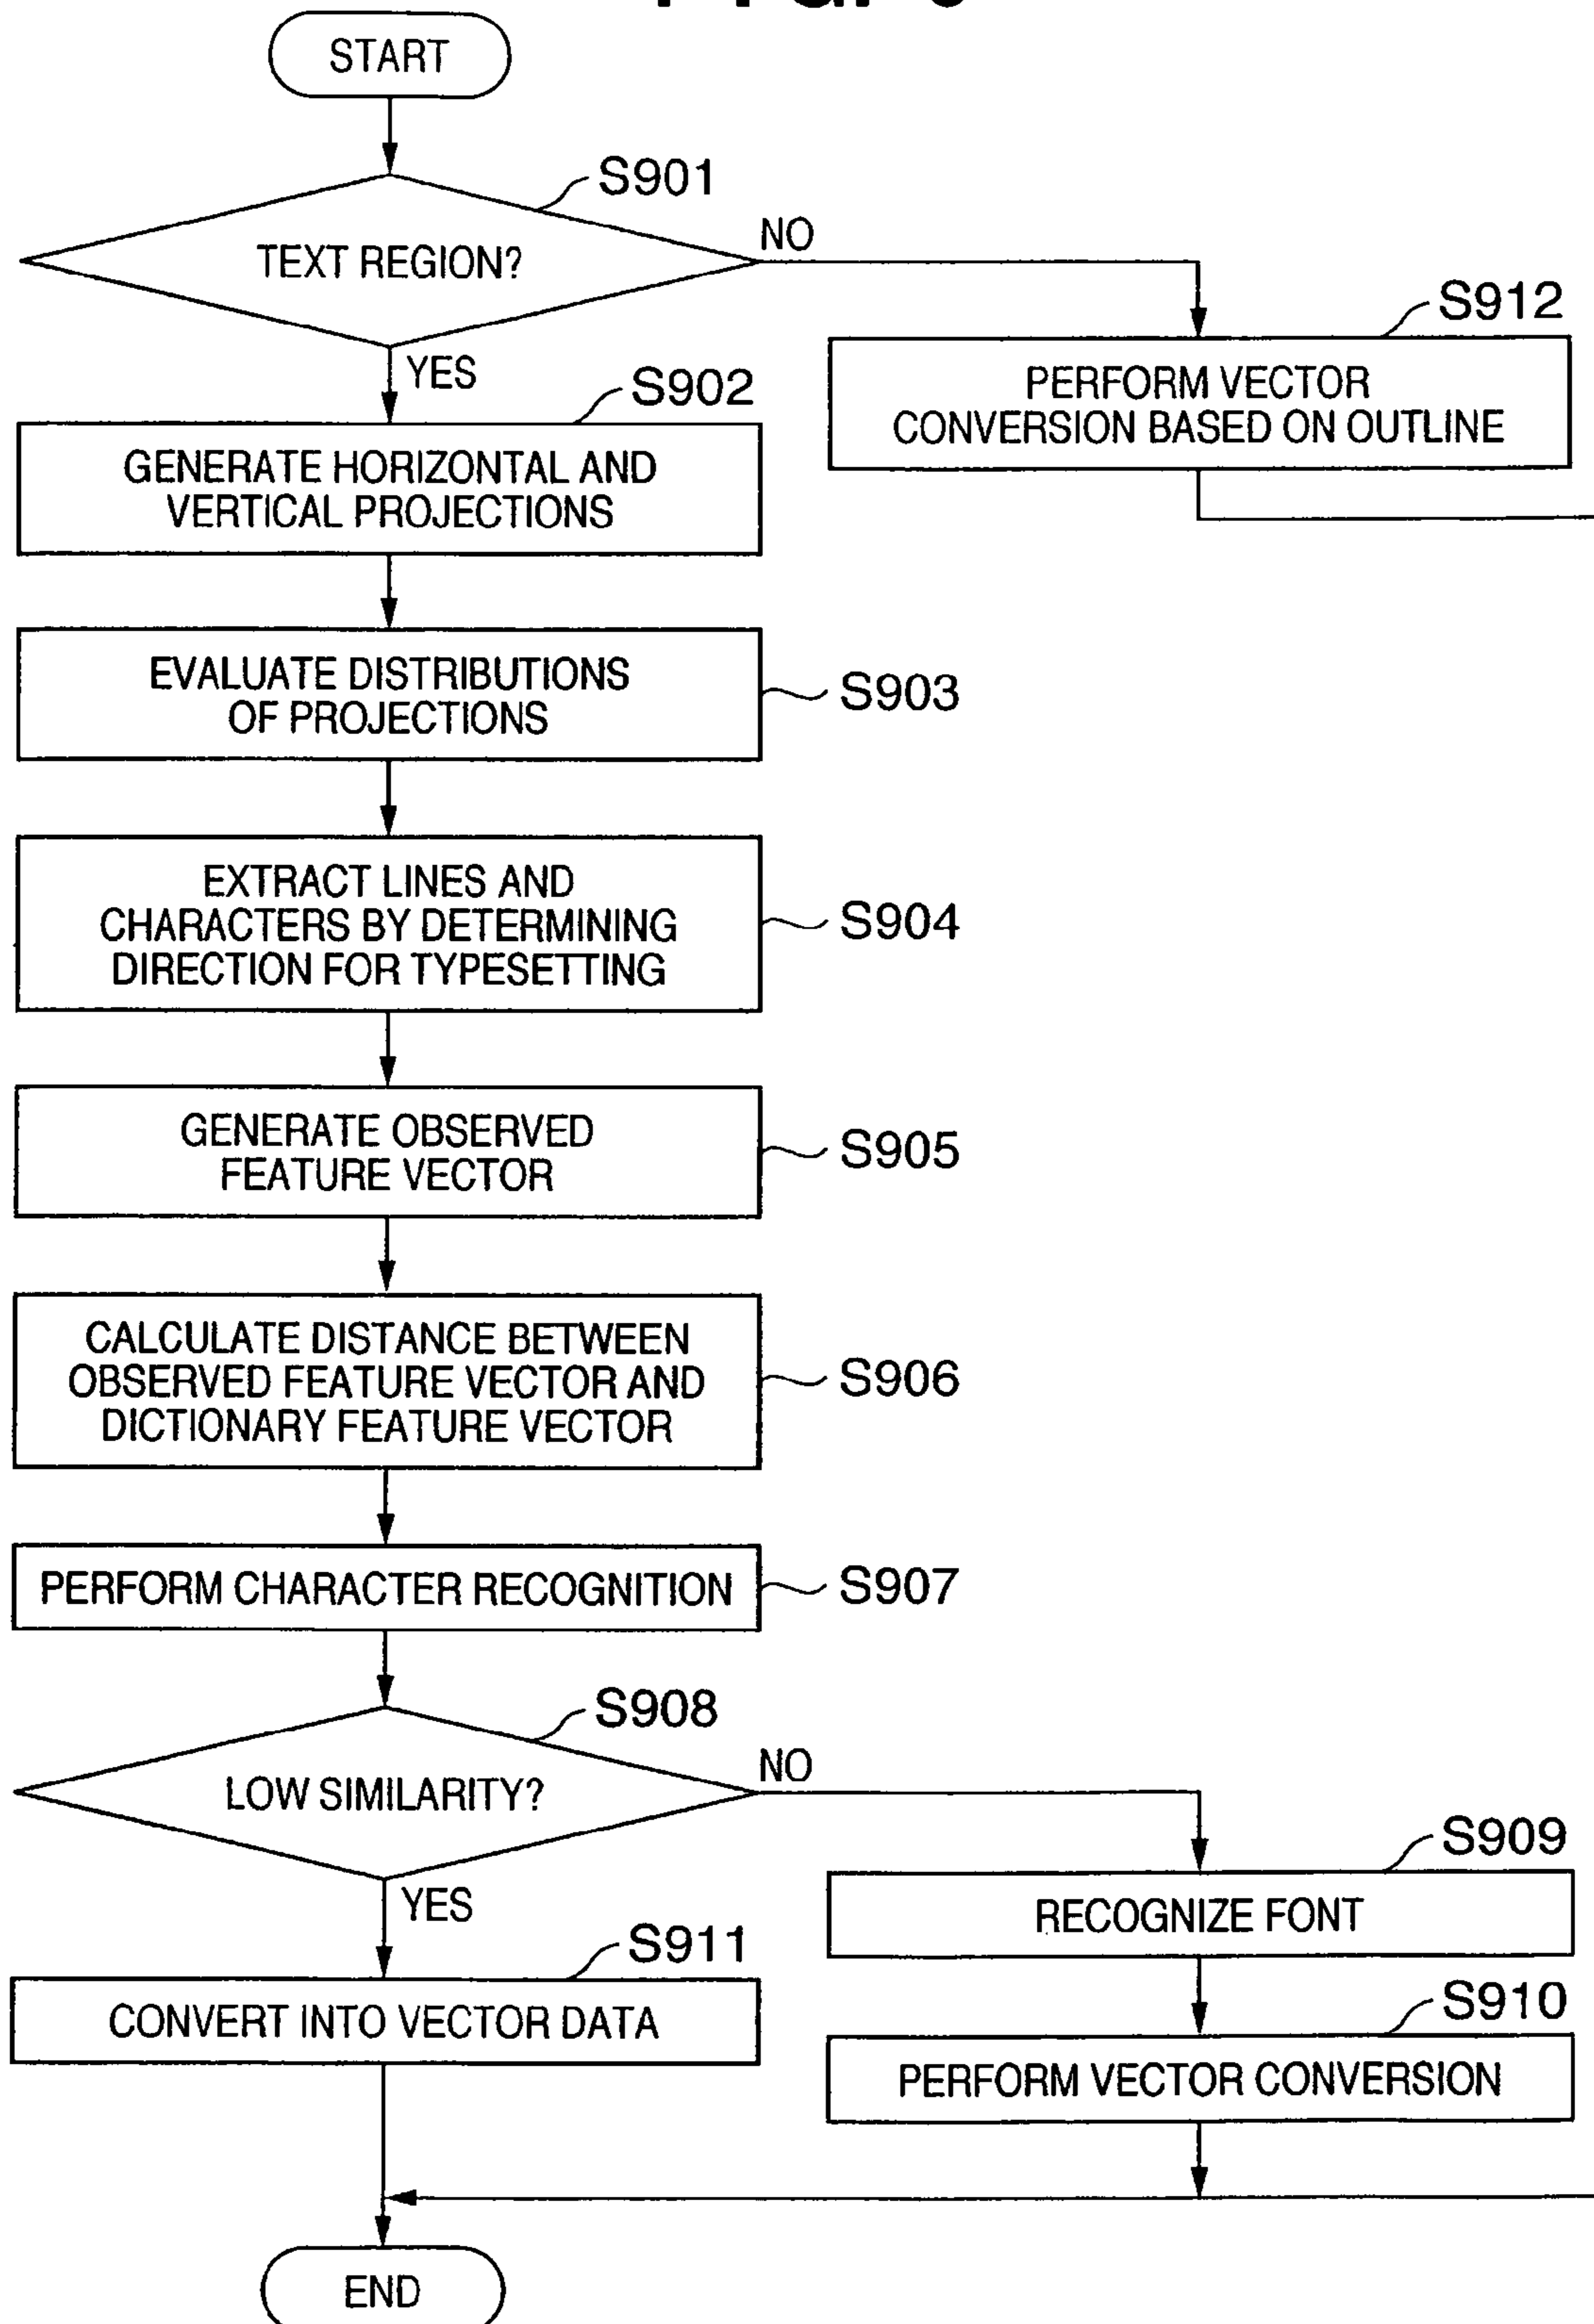 START
S901
TEXT REGION?
NO
YES
S912
PERFORM VECTOR
CONVERSION BASED ON OUTLINE
S902
GENERATE HORIZONTAL AND
VERTICAL PROJECTIONS
EVALUATE DISTRIBUTIONS
OF PROJECTIONS
S903
EXTRACT LINES AND
CHARACTERS BY DETERMINING
DIRECTION FOR TYPESETTING
S904
GENERATE OBSERVED
FEATURE VECTOR
S905
CALCULATE DISTANCE BETWEEN
OBSERVED FEATURE VECTOR AND
DICTIONARY FEATURE VECTOR
S906
PERFORM CHARACTER RECOGNITION
S907
S908
LOW SIMILARITY?
NO
YES
S909
RECOGNIZE FONT
S911
CONVERT INTO VECTOR DATA
S910
PERFORM VECTOR CONVERSION
END